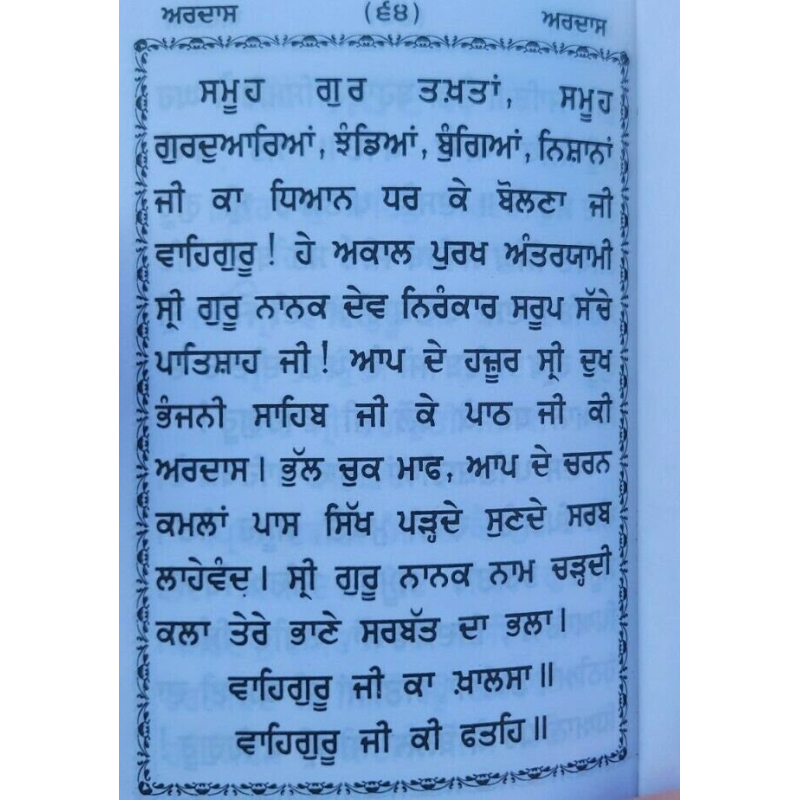 ਅਰਦਾਸ (੬੪) ਅਰਦਾਸ
ਸਮੂਹ ਗੁਰ ਤਖ਼ਤਾਂ, ਸਮੂਹ
ਗੁਰਦੁਆਰਿਆਂ, ਝੰਡਿਆਂ, ਬੁੰਗਿਆਂ, ਨਿਸ਼ਾਨਾਂ
ਜੀ ਕਾ ਧਿਆਨ ਧਰ ਕੇ ਬੋਲਣਾ ਜੀ
ਵਾਹਿਗੁਰੂ! ਹੇ ਅਕਾਲ ਪੁਰਖ ਅੰਤਰਯਾਮੀ
ਸ੍ਰੀ ਗੁਰੂ ਨਾਨਕ ਦੇਵ ਨਿਰੰਕਾਰ ਸਰੂਪ ਸੱਚੇ
ਪਾਤਿਸ਼ਾਹ ਜੀ! ਆਪ ਦੇ ਹਜ਼ੂਰ ਸ੍ਰੀ ਦੁਖ
ਭੰਜਨੀ ਸਾਹਿਬ ਜੀ ਕੇ ਪਾਠ ਜੀ ਕੀ
ਅਰਦਾਸ। ਭੁੱਲ ਚੁਕ ਮਾਫ, ਆਪ ਦੇ ਚਰਨ
ਕਮਲਾਂ ਪਾਸ ਸਿੱਖ ਪੜ੍ਹਦੇ ਸੁਣਦੇ ਸਰਬ
ਲਾਹੇਵੰਦ। ਸ੍ਰੀ ਗੁਰੂ ਨਾਨਕ ਨਾਮ ਚੜ੍ਹਦੀ
ਕਲਾ ਤੇਰੇ ਭਾਣੇ ਸਰਬੱਤ ਦਾ ਭਲਾ।
ਵਾਹਿਗੁਰੂ ਜੀ ਕਾ ਖ਼ਾਲਸਾ॥
ਵਾਹਿਗੁਰੂ ਜੀ ਕੀ ਫਤਹਿ॥